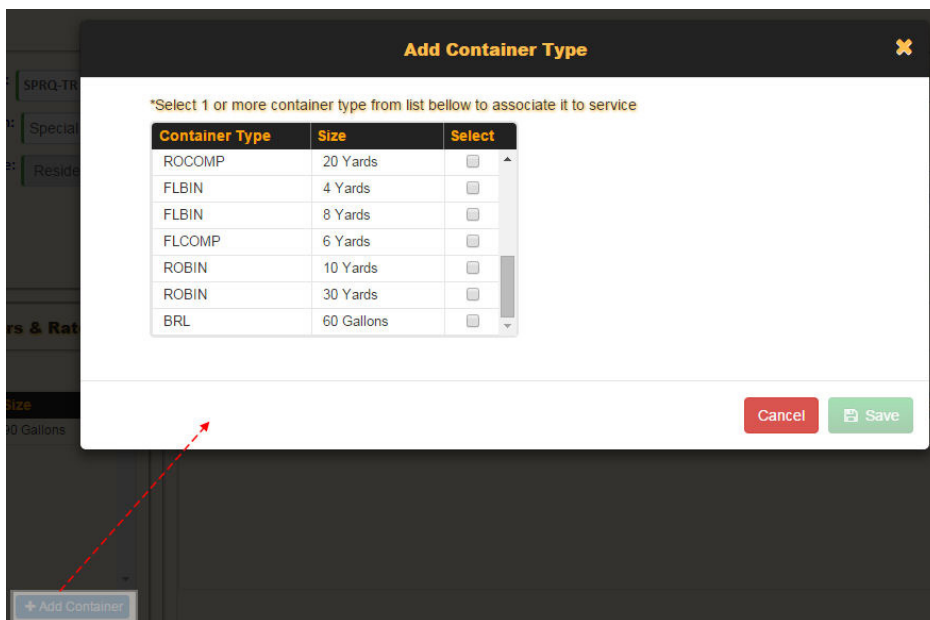 Add Container Type
*Select 1 or more container type from list bellow to associate it to service
Container Type Size Select
ROCOMP 20 Yards
FLBIN 4 Yards
FLBIN 8 Yards
FLCOMP 6 Yards
ROBIN 10 Yards
ROBIN 30 Yards
BRL 60 Gallons
Cancel Save
SPRQ-TR
Special
Reside
rs & Rat
Size
90 Gallons
+ Add Container